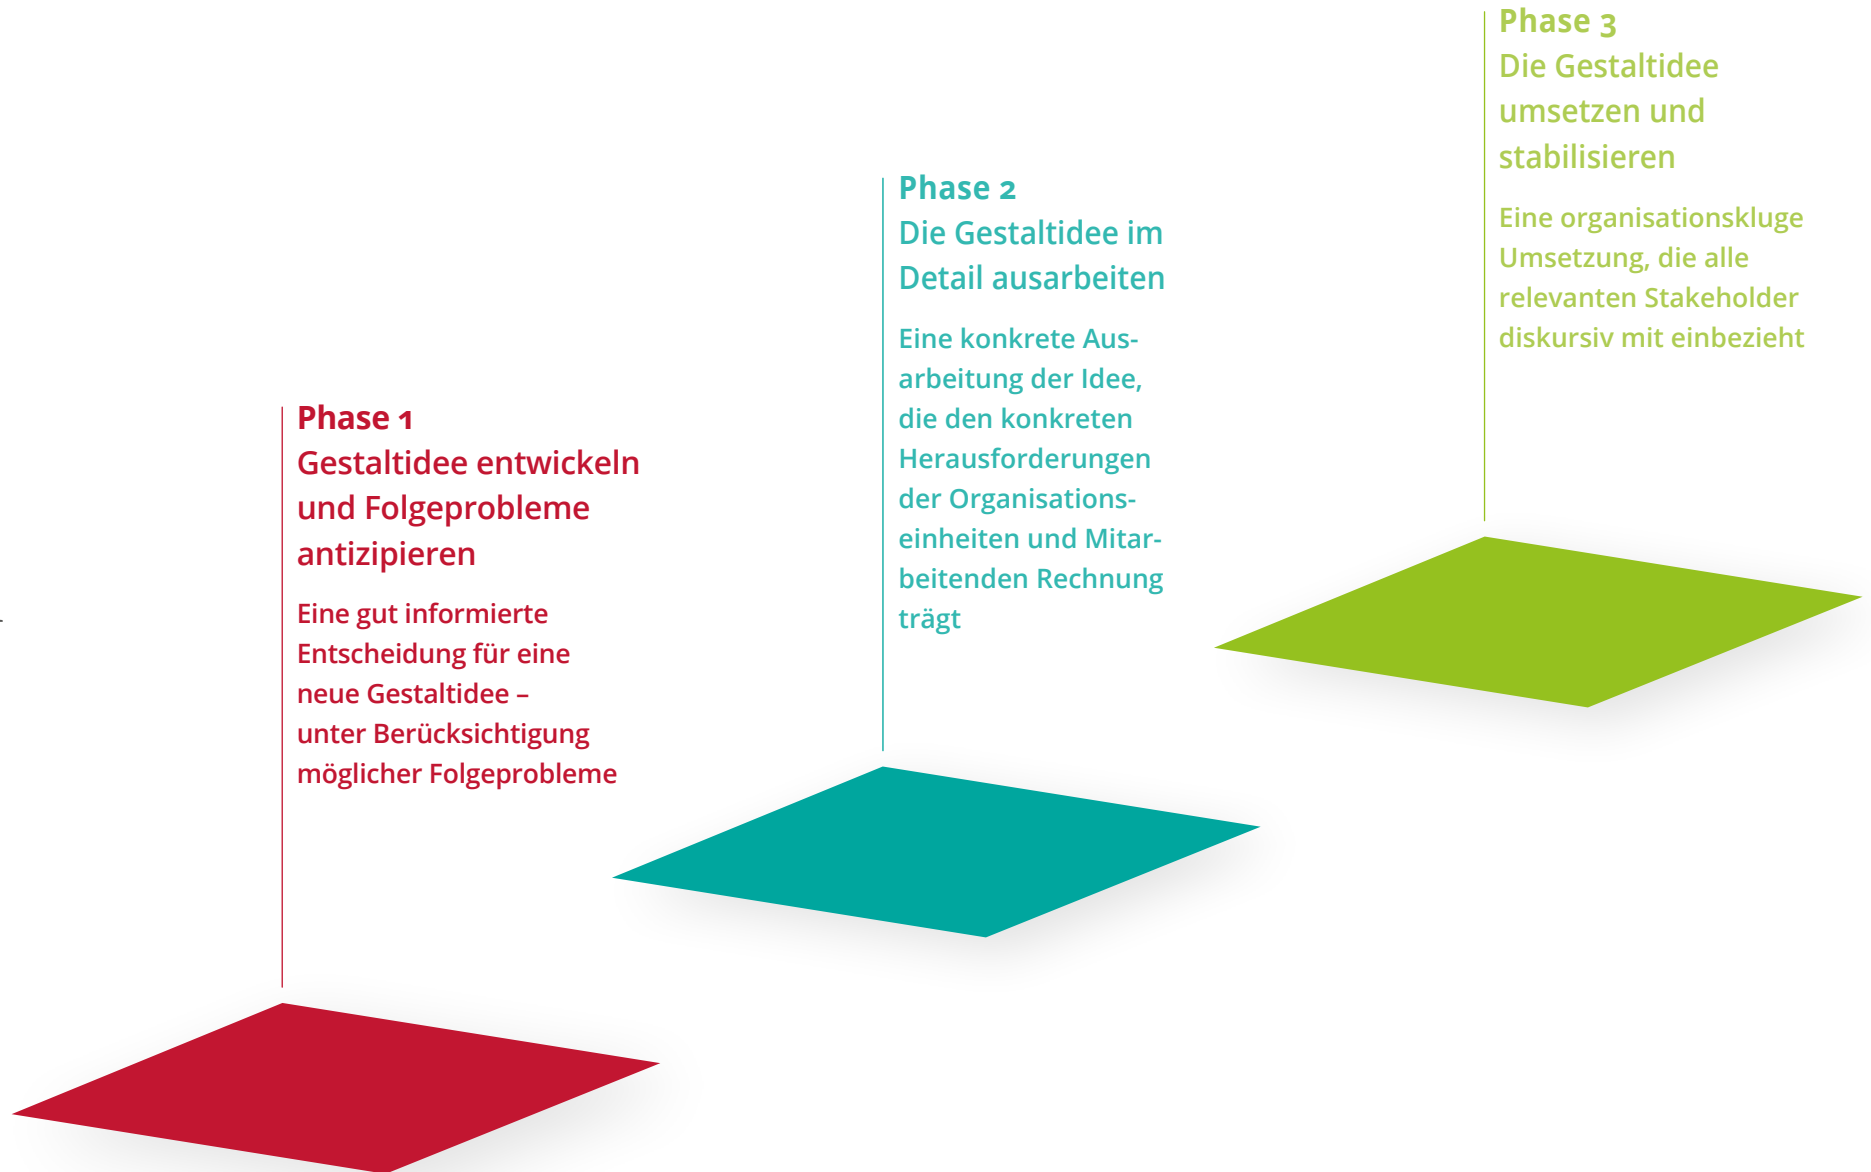 Phase 1
Gestaltidee entwickeln
und Folgeprobleme
antizipieren
Eine gut informierte
Entscheidung für eine
neue Gestaltidee –
unter Berücksichtigung
möglicher Folgeprobleme
Phase 2
Die Gestaltidee im
Detail ausarbeiten
Eine konkrete Aus-
arbeitung der Idee,
die den konkreten
Herausforderungen
der Organisations-
einheiten und Mitar-
beitenden Rechnung
trägt
Phase 3
Die Gestaltidee
umsetzen und
stabilisieren
Eine organisationskluge
Umsetzung, die alle
relevanten Stakeholder
diskursiv mit einbezieht